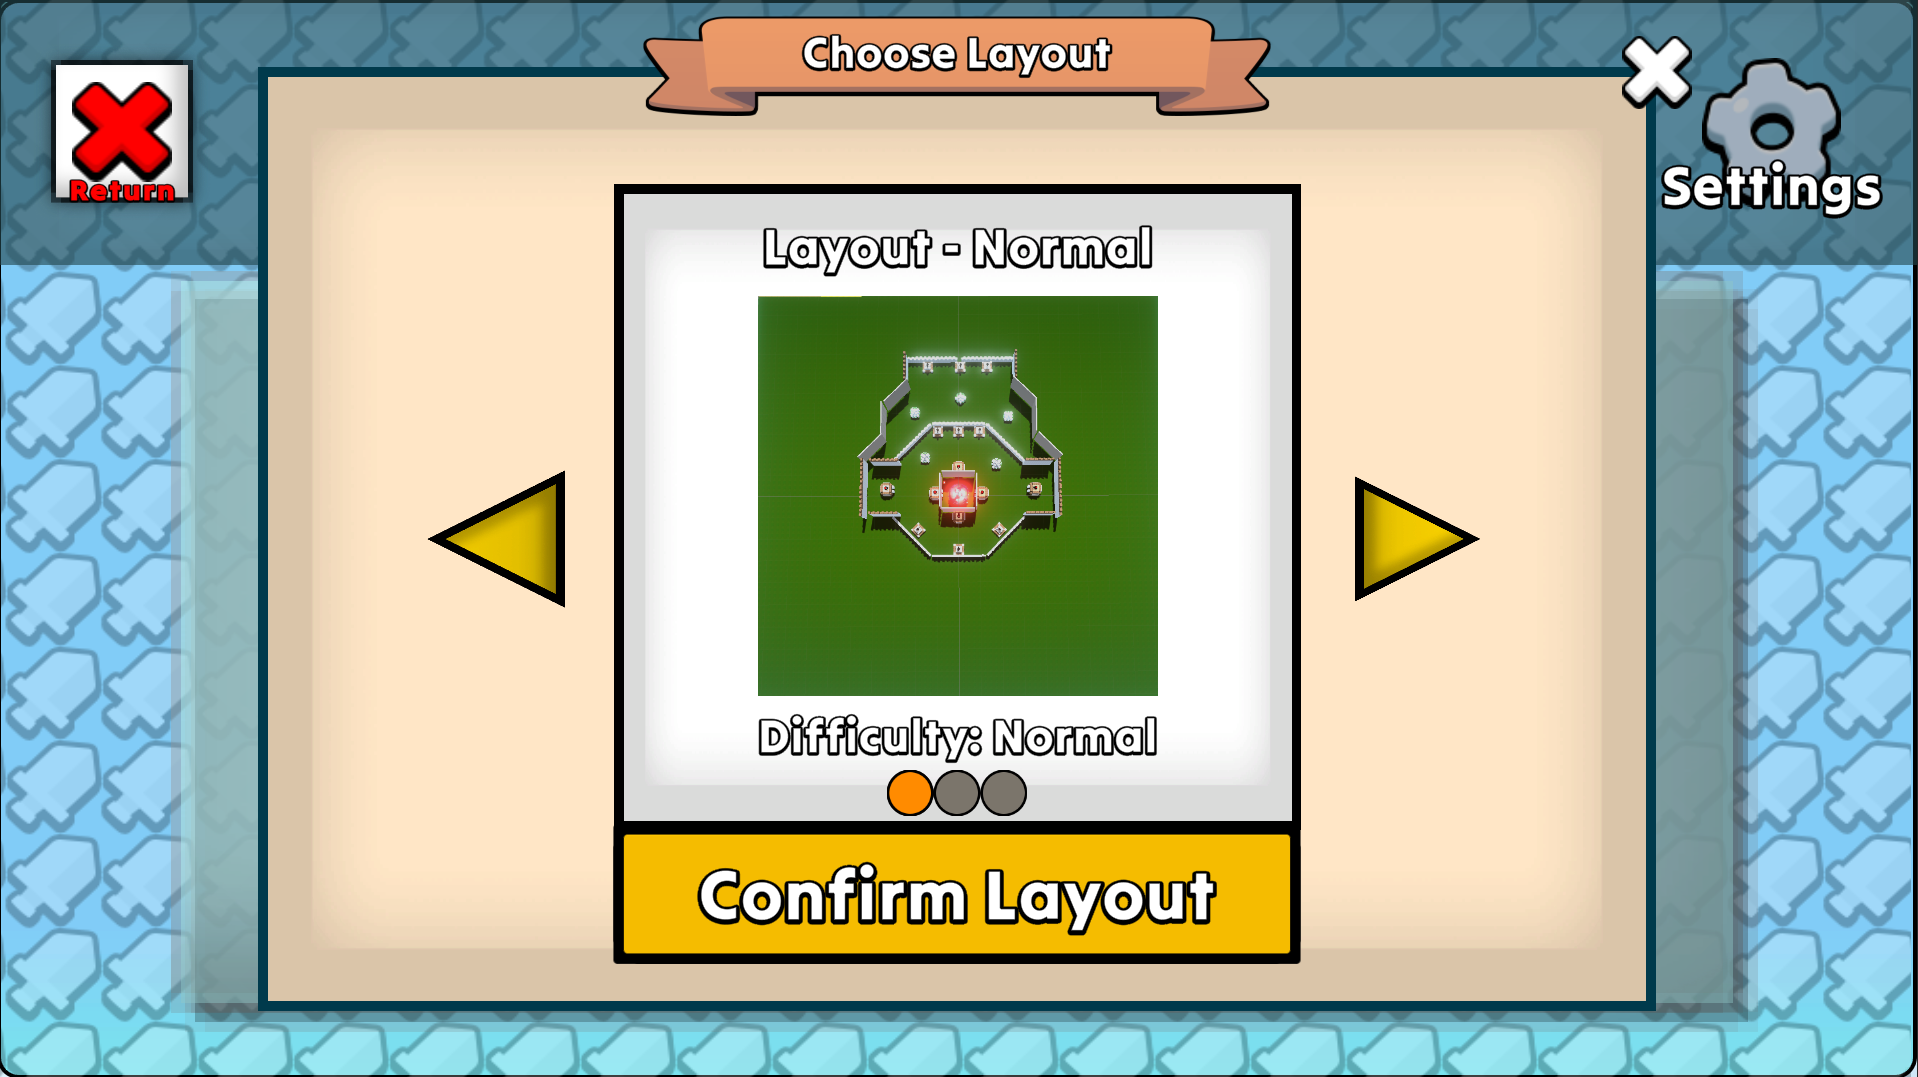 Choose Layout
Return
Settings
Layout - Normal
Difficulty: Normal
Confirm Layout